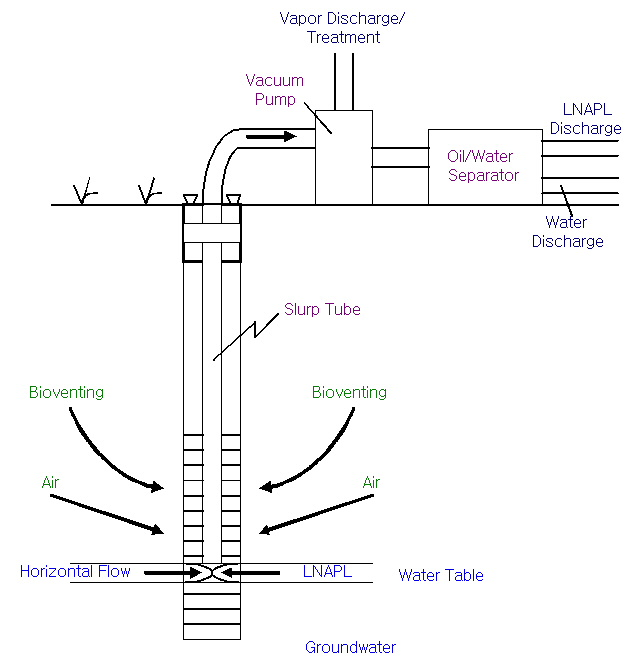 Vapor Discharge/
Treatment
Vacuum
Pump
LNAPL
Discharge
Oil/Water
Separator
Water
Discharge
Slurp Tube
Bioventing
Bioventing
Air
Air
Horizontal Flow
LNAPL
Water Table
Groundwater